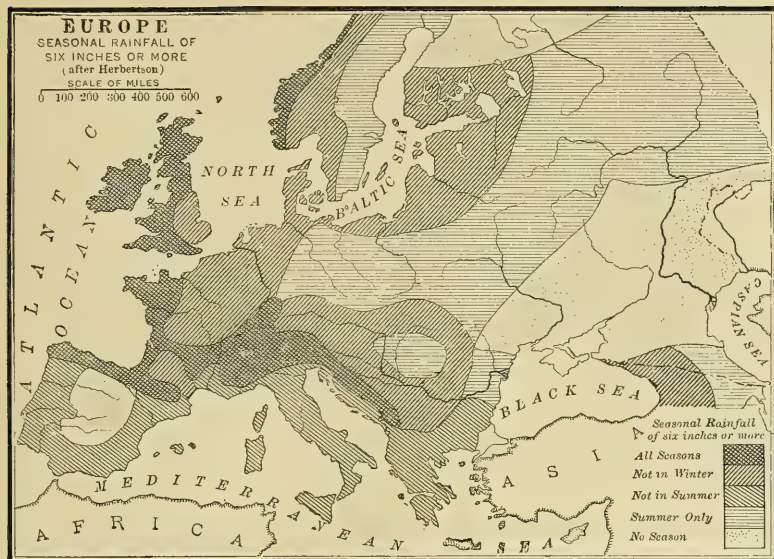 EUROPE
SEASONAL RAINFALL OF
SIX INCHES OR MORE
(after Herbertson)
SCALE OF MILES
0 100 200 300 400 500 600
ATLANTIC
OCEAN
NORTH
SEA
BALTIC SEA
CASPIAN SEA
BLACK SEA
ASIA
MEDITERRANEAN SEA
AFRICA
Seasonal Rainfall
of six inches or more
All Seasons
Not in Winter
Not in Summer
Summer Only
No Season